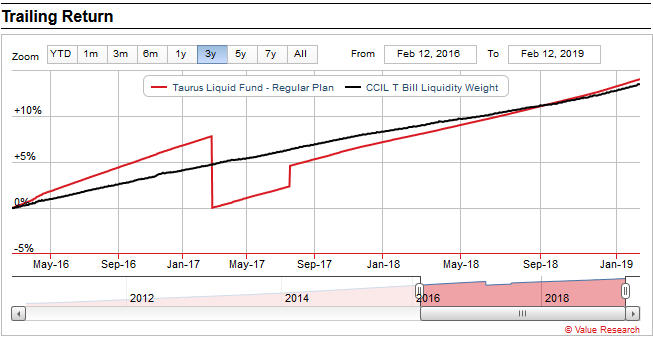 Trailing Return
Zoom YTD 1m 3m 6m 1y 3y 5y 7y All From Feb 12, 2016 To Feb 12, 2019
Taurus Liquid Fund - Regular Plan CCIL T Bill Liquidity Weight
+10%
+5%
0%
-5%
May-16 Sep-16 Jan-17 May-17 Sep-17 Jan-18 May-18 Sep-18 Jan-19
2012 2014 2016 2018
© Value Research